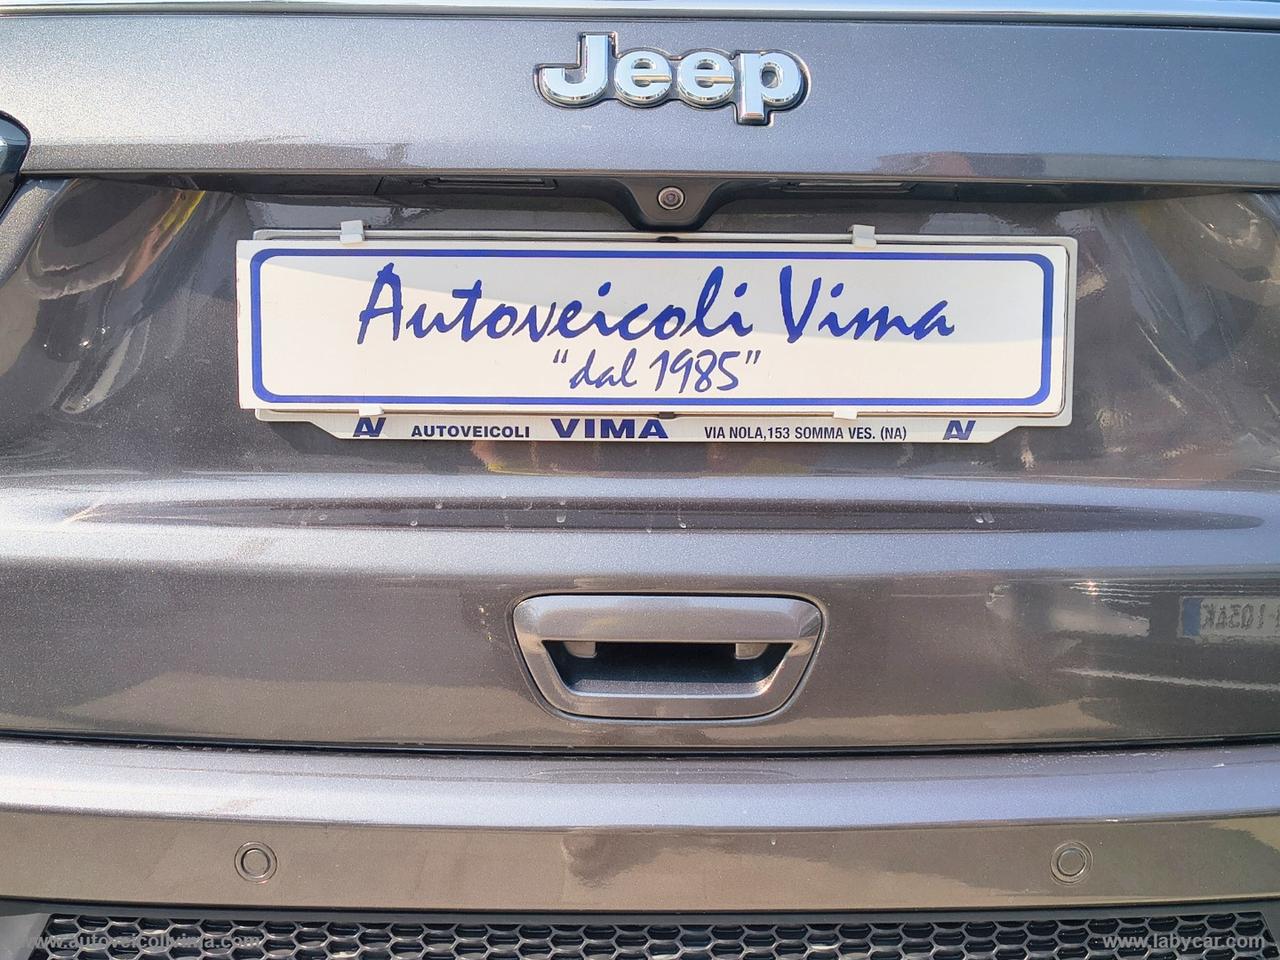 Jeep
Autoveicoli Vima
“dal 1985”
AV AUTOVEICOLI VIMA VIA NOLA,153 SOMMA VES. (NA) AV
www.autoveicolivima.com
www.labycar.com